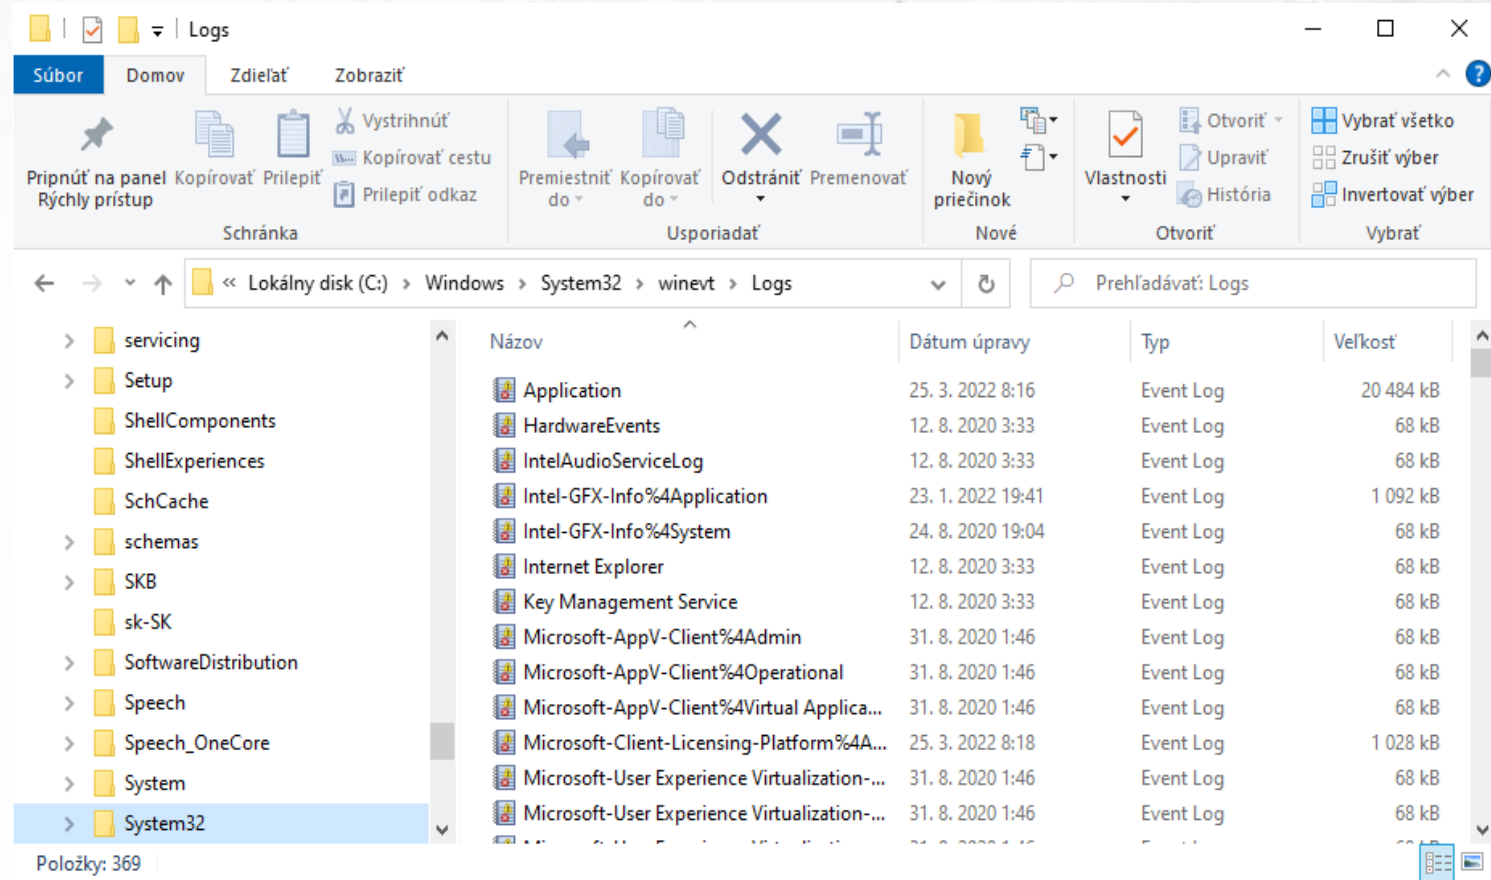 Logs
Súbor Domov Zdieľať Zobraziť
Pripnúť na panel Rýchly prístup
Kopírovať
Prilepiť
Vystrihnúť
Kopírovať cestu
Prilepiť odkaz
Schránka
Premiestniť do
Kopírovať do
Odstrániť
Premenovať
Usporiadať
Nový priečinok
Nové
Vlastnosti
Otvoriť
Upraviť
História
Otvoriť
Vybrať všetko
Zrušiť výber
Invertovať výber
Vybrať
« Lokálny disk (C:) › Windows › System32 › winevt › Logs
Prehľadávať: Logs
servicing
Setup
ShellComponents
ShellExperiences
SchCache
schemas
SKB
sk-SK
SoftwareDistribution
Speech
Speech_OneCore
System
System32
Názov Dátum úpravy Typ Veľkosť
Application 25. 3. 2022 8:16 Event Log 20 484 kB
HardwareEvents 12. 8. 2020 3:33 Event Log 68 kB
IntelAudioServiceLog 12. 8. 2020 3:33 Event Log 68 kB
Intel-GFX-Info%4Application 23. 1. 2022 19:41 Event Log 1 092 kB
Intel-GFX-Info%4System 24. 8. 2020 19:04 Event Log 68 kB
Internet Explorer 12. 8. 2020 3:33 Event Log 68 kB
Key Management Service 12. 8. 2020 3:33 Event Log 68 kB
Microsoft-AppV-Client%4Admin 31. 8. 2020 1:46 Event Log 68 kB
Microsoft-AppV-Client%4Operational 31. 8. 2020 1:46 Event Log 68 kB
Microsoft-AppV-Client%4Virtual Applica... 31. 8. 2020 1:46 Event Log 68 kB
Microsoft-Client-Licensing-Platform%4A... 25. 3. 2022 8:18 Event Log 1 028 kB
Microsoft-User Experience Virtualization-... 31. 8. 2020 1:46 Event Log 68 kB
Microsoft-User Experience Virtualization-... 31. 8. 2020 1:46 Event Log 68 kB
Položky: 369